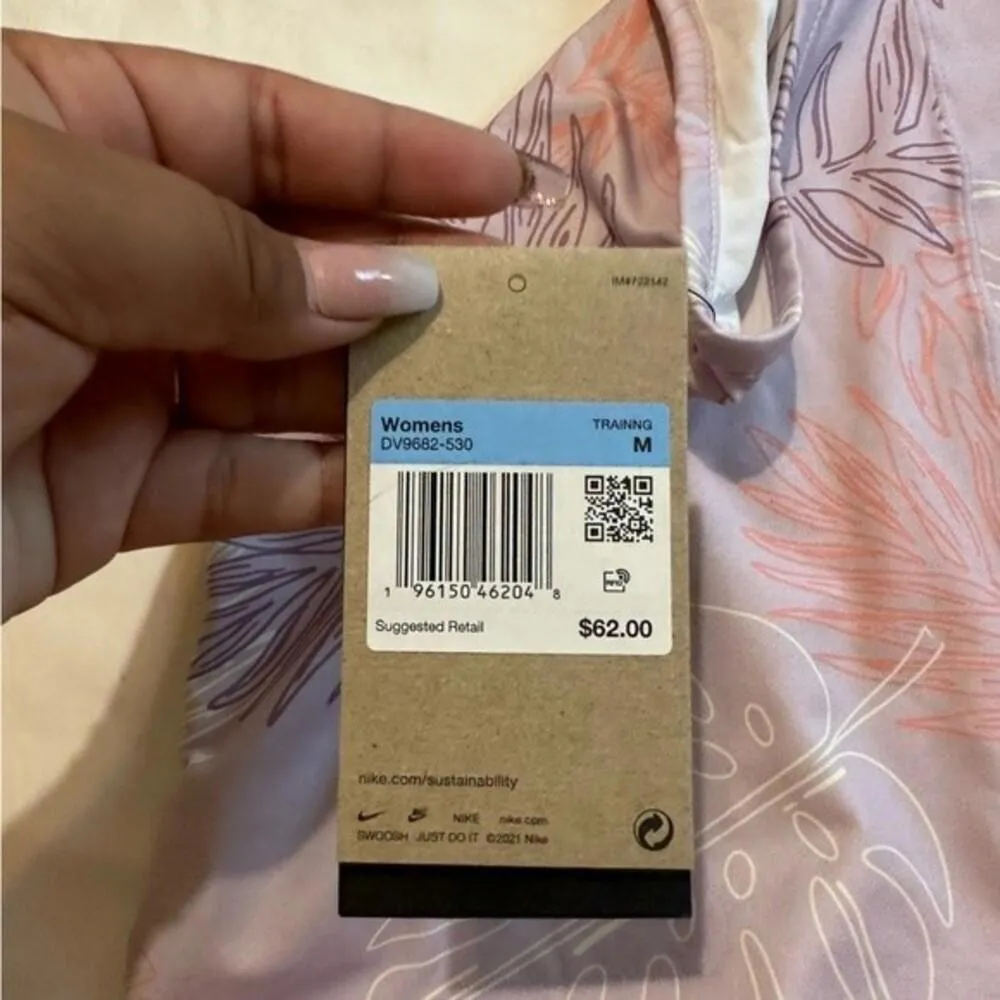 Womens
DV9682-530
TRAINNG
M
1 96150 46204 8
Suggested Retail
$62.00
nike.com/sustainability
NIKE nike.com
SWOOSH JUST DO IT ©2021 Nike